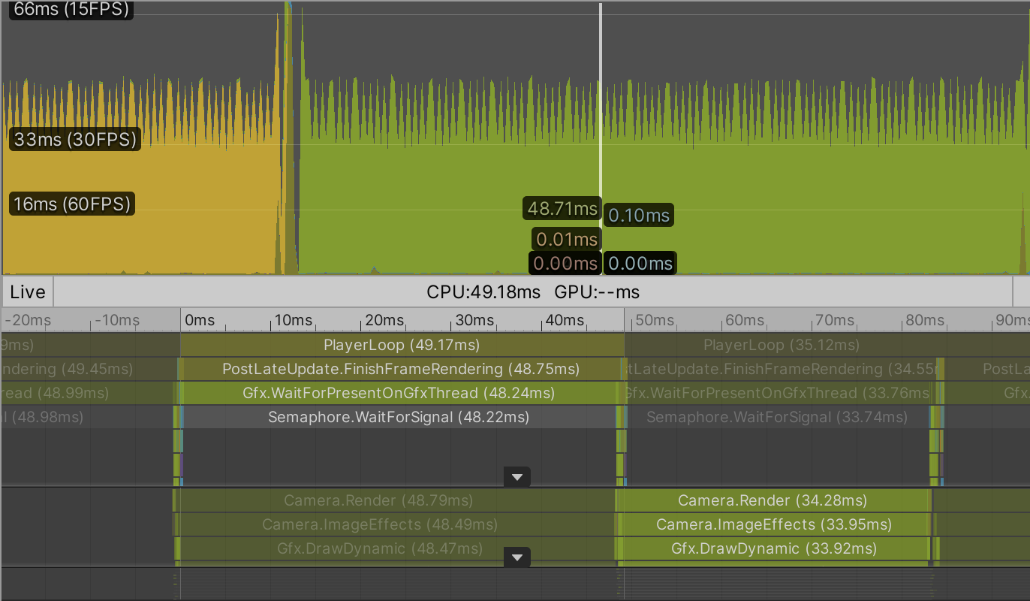 66ms (15FPS)
33ms (30FPS)
16ms (60FPS)
48.71ms 0.10ms
0.01ms
0.00ms 0.00ms
Live CPU:49.18ms GPU:--ms
-20ms -10ms 0ms 10ms 20ms 30ms 40ms 50ms 60ms 70ms 80ms 90ms
9ms) PlayerLoop (49.17ms) PlayerLoop (35.12ms)
ndering (49.45ms) PostLateUpdate.FinishFrameRendering (48.75ms) tLateUpdate.FinishFrameRendering (34.55m PostLa
read (48.99ms) Gfx.WaitForPresentOnGfxThread (48.24ms) Gfx.WaitForPresentOnGfxThread (33.76ms Gfx.
l (48.98ms) Semaphore.WaitForSignal (48.22ms) Semaphore.WaitForSignal (33.74ms)
Camera.Render (48.79ms) Camera.Render (34.28ms)
Camera.ImageEffects (48.49ms) Camera.ImageEffects (33.95ms)
Gfx.DrawDynamic (48.47ms) Gfx.DrawDynamic (33.92ms)